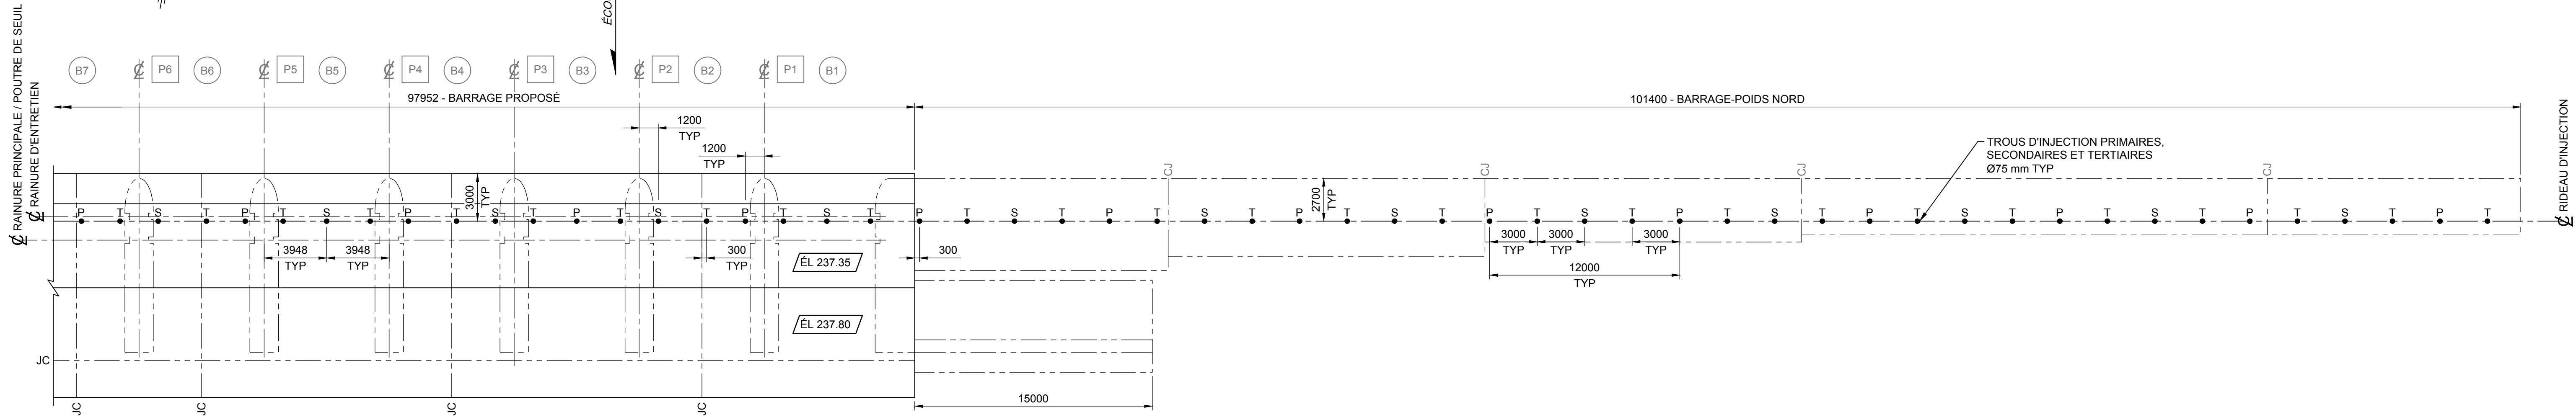 ÉCO
℄ RAINURE PRINCIPALE / POUTRE DE SEUIL
℄ RAINURE D'ENTRETIEN
B7 ℄ P6 B6 ℄ P5 B5 ℄ P4 B4 ℄ P3 B3 ℄ P2 B2 ℄ P1 B1
97952 - BARRAGE PROPOSÉ
101400 - BARRAGE-POIDS NORD
1200
TYP
1200
TYP
3000
TYP
2700
TYP
CJ CJ CJ CJ
TROUS D'INJECTION PRIMAIRES,
SECONDAIRES ET TERTIAIRES
Ø75 mm TYP
℄ RIDEAU D'INJECTION
P T S T P T S T P T S T P T S T P T S T P T S T P T S T P T S T P T S T P T S T P T S T P T S T P T S T P T
3948 3948
TYP TYP
300
TYP
300
3000 3000 3000
TYP TYP TYP
12000
TYP
ÉL 237.35
ÉL 237.80
JC
JC JC JC JC
15000